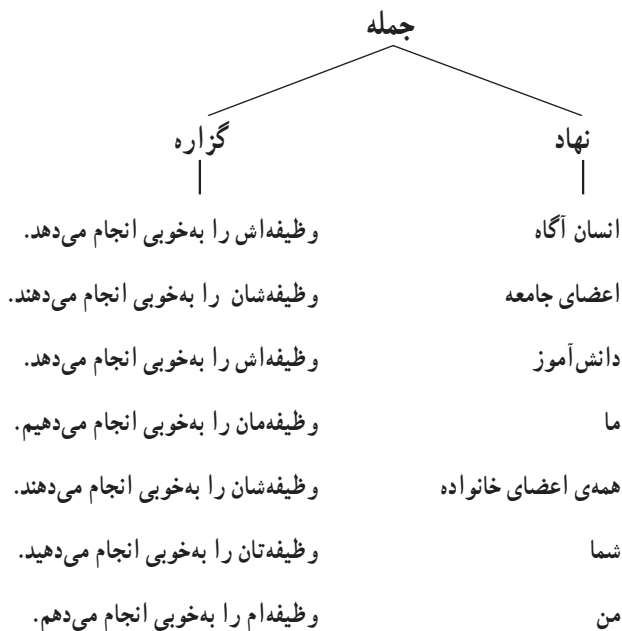 جمله
نهاد گزاره
انسان آگاه وظیفه‌اش را به‌خوبی انجام می‌دهد.
اعضای جامعه وظیفه‌شان را به‌خوبی انجام می‌دهند.
دانش‌آموز وظیفه‌اش را به‌خوبی انجام می‌دهد.
ما وظیفه‌مان را به‌خوبی انجام می‌دهیم.
همه‌ی اعضای خانواده وظیفه‌شان را به‌خوبی انجام می‌دهند.
شما وظیفه‌تان را به‌خوبی انجام می‌دهید.
من وظیفه‌ام را به‌خوبی انجام می‌دهم.